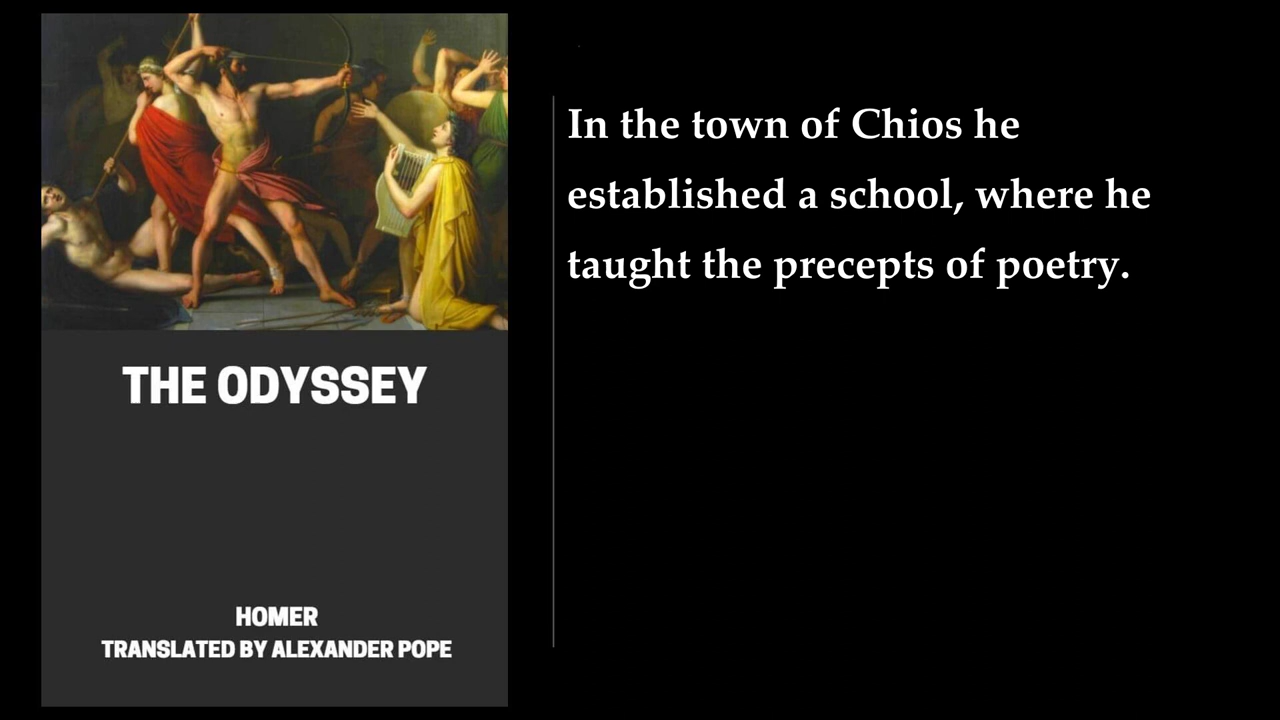 THE ODYSSEY
HOMER
TRANSLATED BY ALEXANDER POPE
In the town of Chios he
established a school, where he
taught the precepts of poetry.